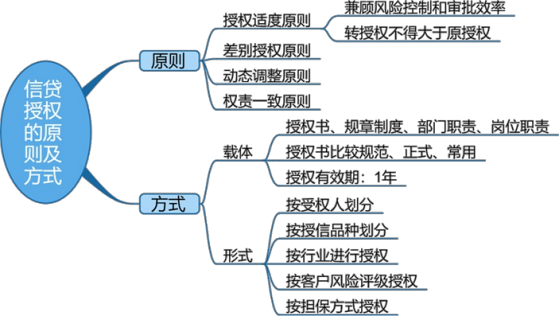 信贷
授权
的原
则及
方式
原则
授权适度原则
兼顾风险控制和审批效率
转授权不得大于原授权
差别授权原则
动态调整原则
权责一致原则
方式
载体
授权书、规章制度、部门职责、岗位职责
授权书比较规范、正式、常用
授权有效期：1年
形式
按受权人划分
按授信品种划分
按行业进行授权
按客户风险评级授权
按担保方式授权